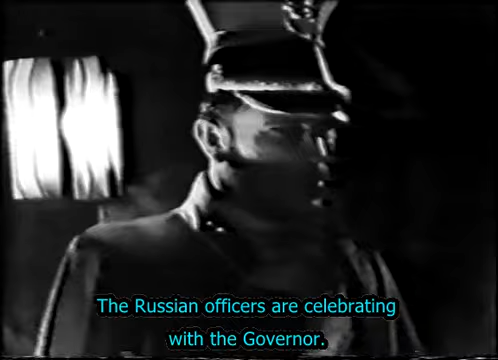 The Russian officers are celebrating
with the Governor.